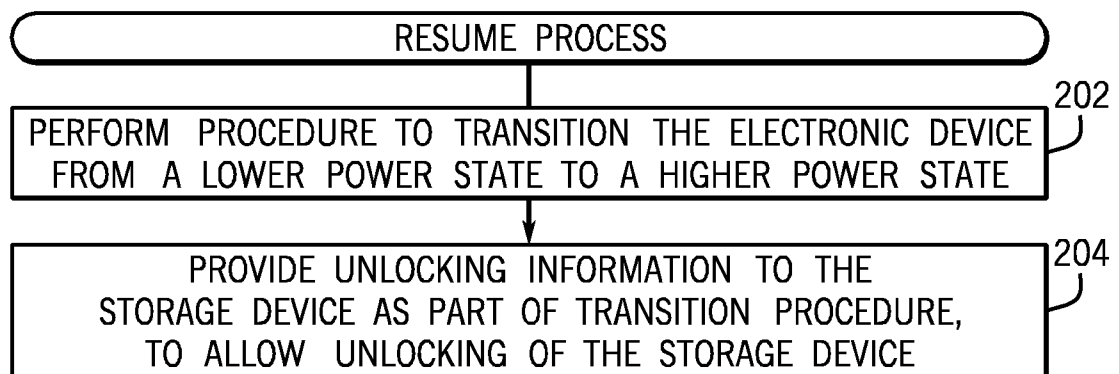 RESUME PROCESS
202
PERFORM PROCEDURE TO TRANSITION THE ELECTRONIC DEVICE
FROM A LOWER POWER STATE TO A HIGHER POWER STATE
204
PROVIDE UNLOCKING INFORMATION TO THE
STORAGE DEVICE AS PART OF TRANSITION PROCEDURE,
TO ALLOW UNLOCKING OF THE STORAGE DEVICE